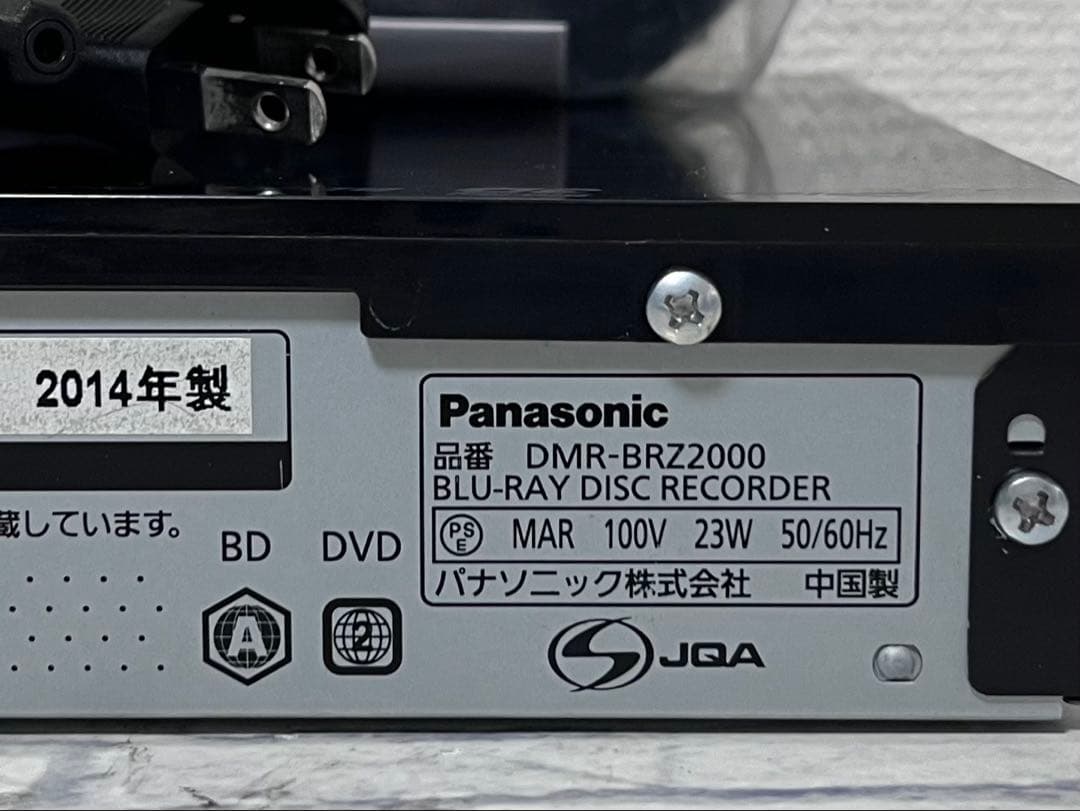 2014年製
蔵しています。
BD DVD
A 2
Panasonic
品番 DMR-BRZ2000
BLU-RAY DISC RECORDER
PSE MAR 100V 23W 50/60Hz
パナソニック株式会社 中国製
JQA